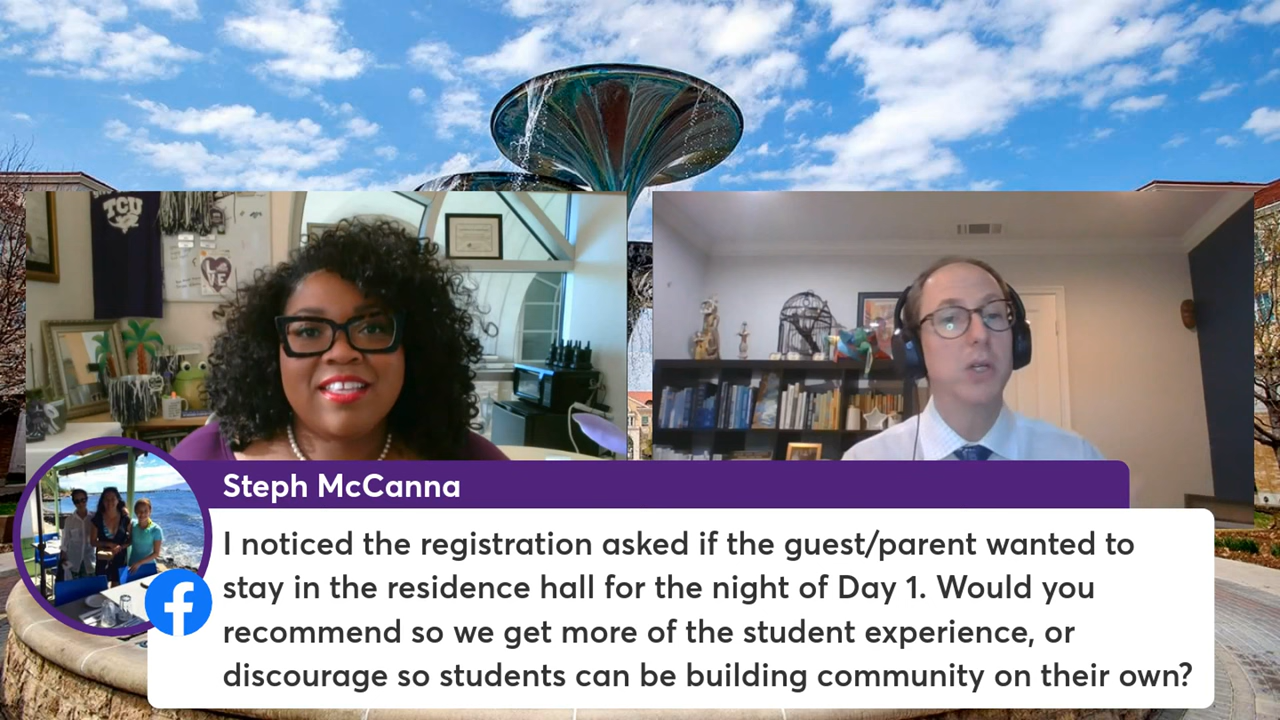 TCU
LOVE
Steph McCanna
I noticed the registration asked if the guest/parent wanted to
stay in the residence hall for the night of Day 1. Would you
recommend so we get more of the student experience, or
discourage so students can be building community on their own?